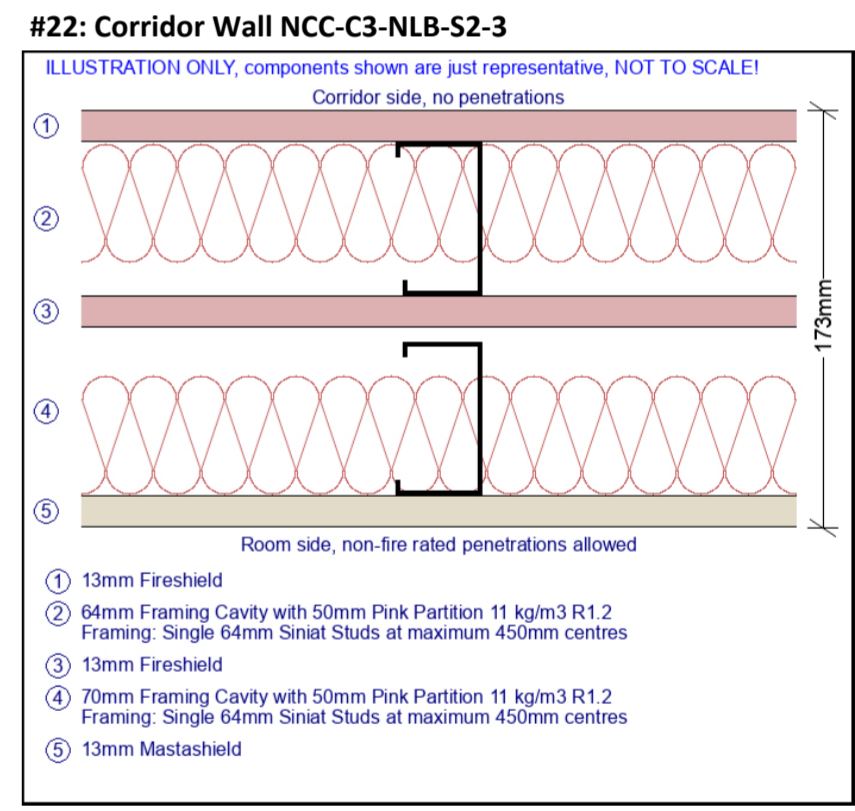 #22: Corridor Wall NCC-C3-NLB-S2-3
ILLUSTRATION ONLY, components shown are just representative, NOT TO SCALE!
Corridor side, no penetrations
1
2
3
173mm
4
5
Room side, non-fire rated penetrations allowed
1 13mm Fireshield
2 64mm Framing Cavity with 50mm Pink Partition 11 kg/m3 R1.2
Framing: Single 64mm Siniat Studs at maximum 450mm centres
3 13mm Fireshield
4 70mm Framing Cavity with 50mm Pink Partition 11 kg/m3 R1.2
Framing: Single 64mm Siniat Studs at maximum 450mm centres
5 13mm Mastashield